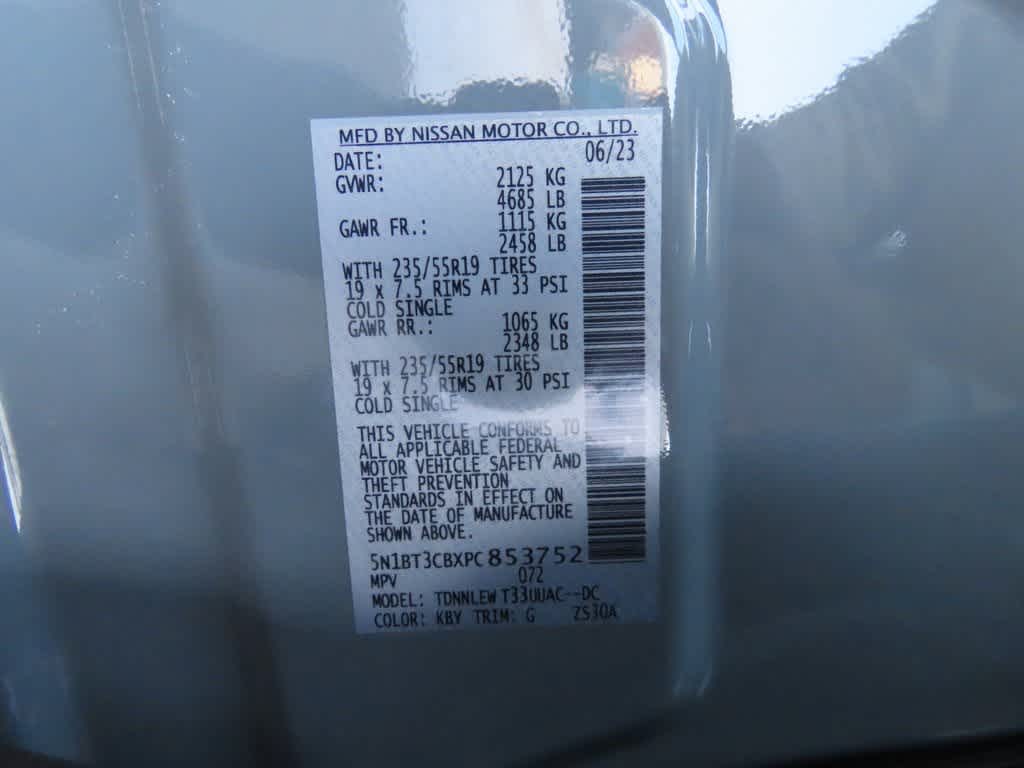 MFD BY NISSAN MOTOR CO., LTD.
DATE: 06/23
GVWR: 2125 KG
4685 LB
GAWR FR.: 1115 KG
2458 LB
WITH 235/55R19 TIRES
19 x 7.5 RIMS AT 33 PSI
COLD SINGLE
GAWR RR.: 1065 KG
2348 LB
WITH 235/55R19 TIRES
19 x 7.5 RIMS AT 30 PSI
COLD SINGLE
THIS VEHICLE CONFORMS TO
ALL APPLICABLE FEDERAL
MOTOR VEHICLE SAFETY AND
THEFT PREVENTION
STANDARDS IN EFFECT ON
THE DATE OF MANUFACTURE
SHOWN ABOVE.
5N1BT3CBXPC853752
MPV 072
MODEL: TDNNLEW T33UUAC--DC
COLOR: KBY TRIM: G ZS30A